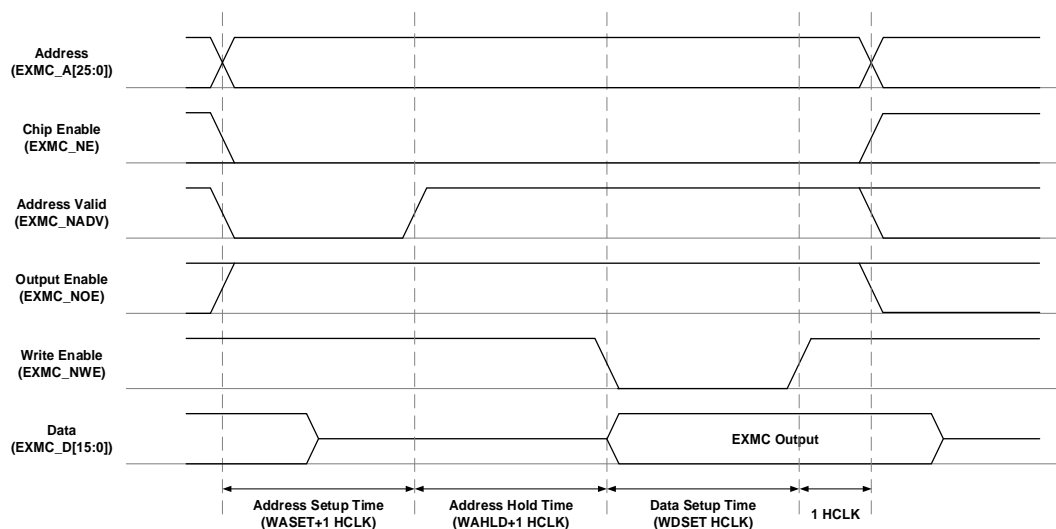 Address
(EXMC_A[25:0])
Chip Enable
(EXMC_NE)
Address Valid
(EXMC_NADV)
Output Enable
(EXMC_NOE)
Write Enable
(EXMC_NWE)
Data
(EXMC_D[15:0])
EXMC Output
Address Setup Time
(WASET+1 HCLK)
Address Hold Time
(WAHLD+1 HCLK)
Data Setup Time
(WDSET HCLK)
1 HCLK